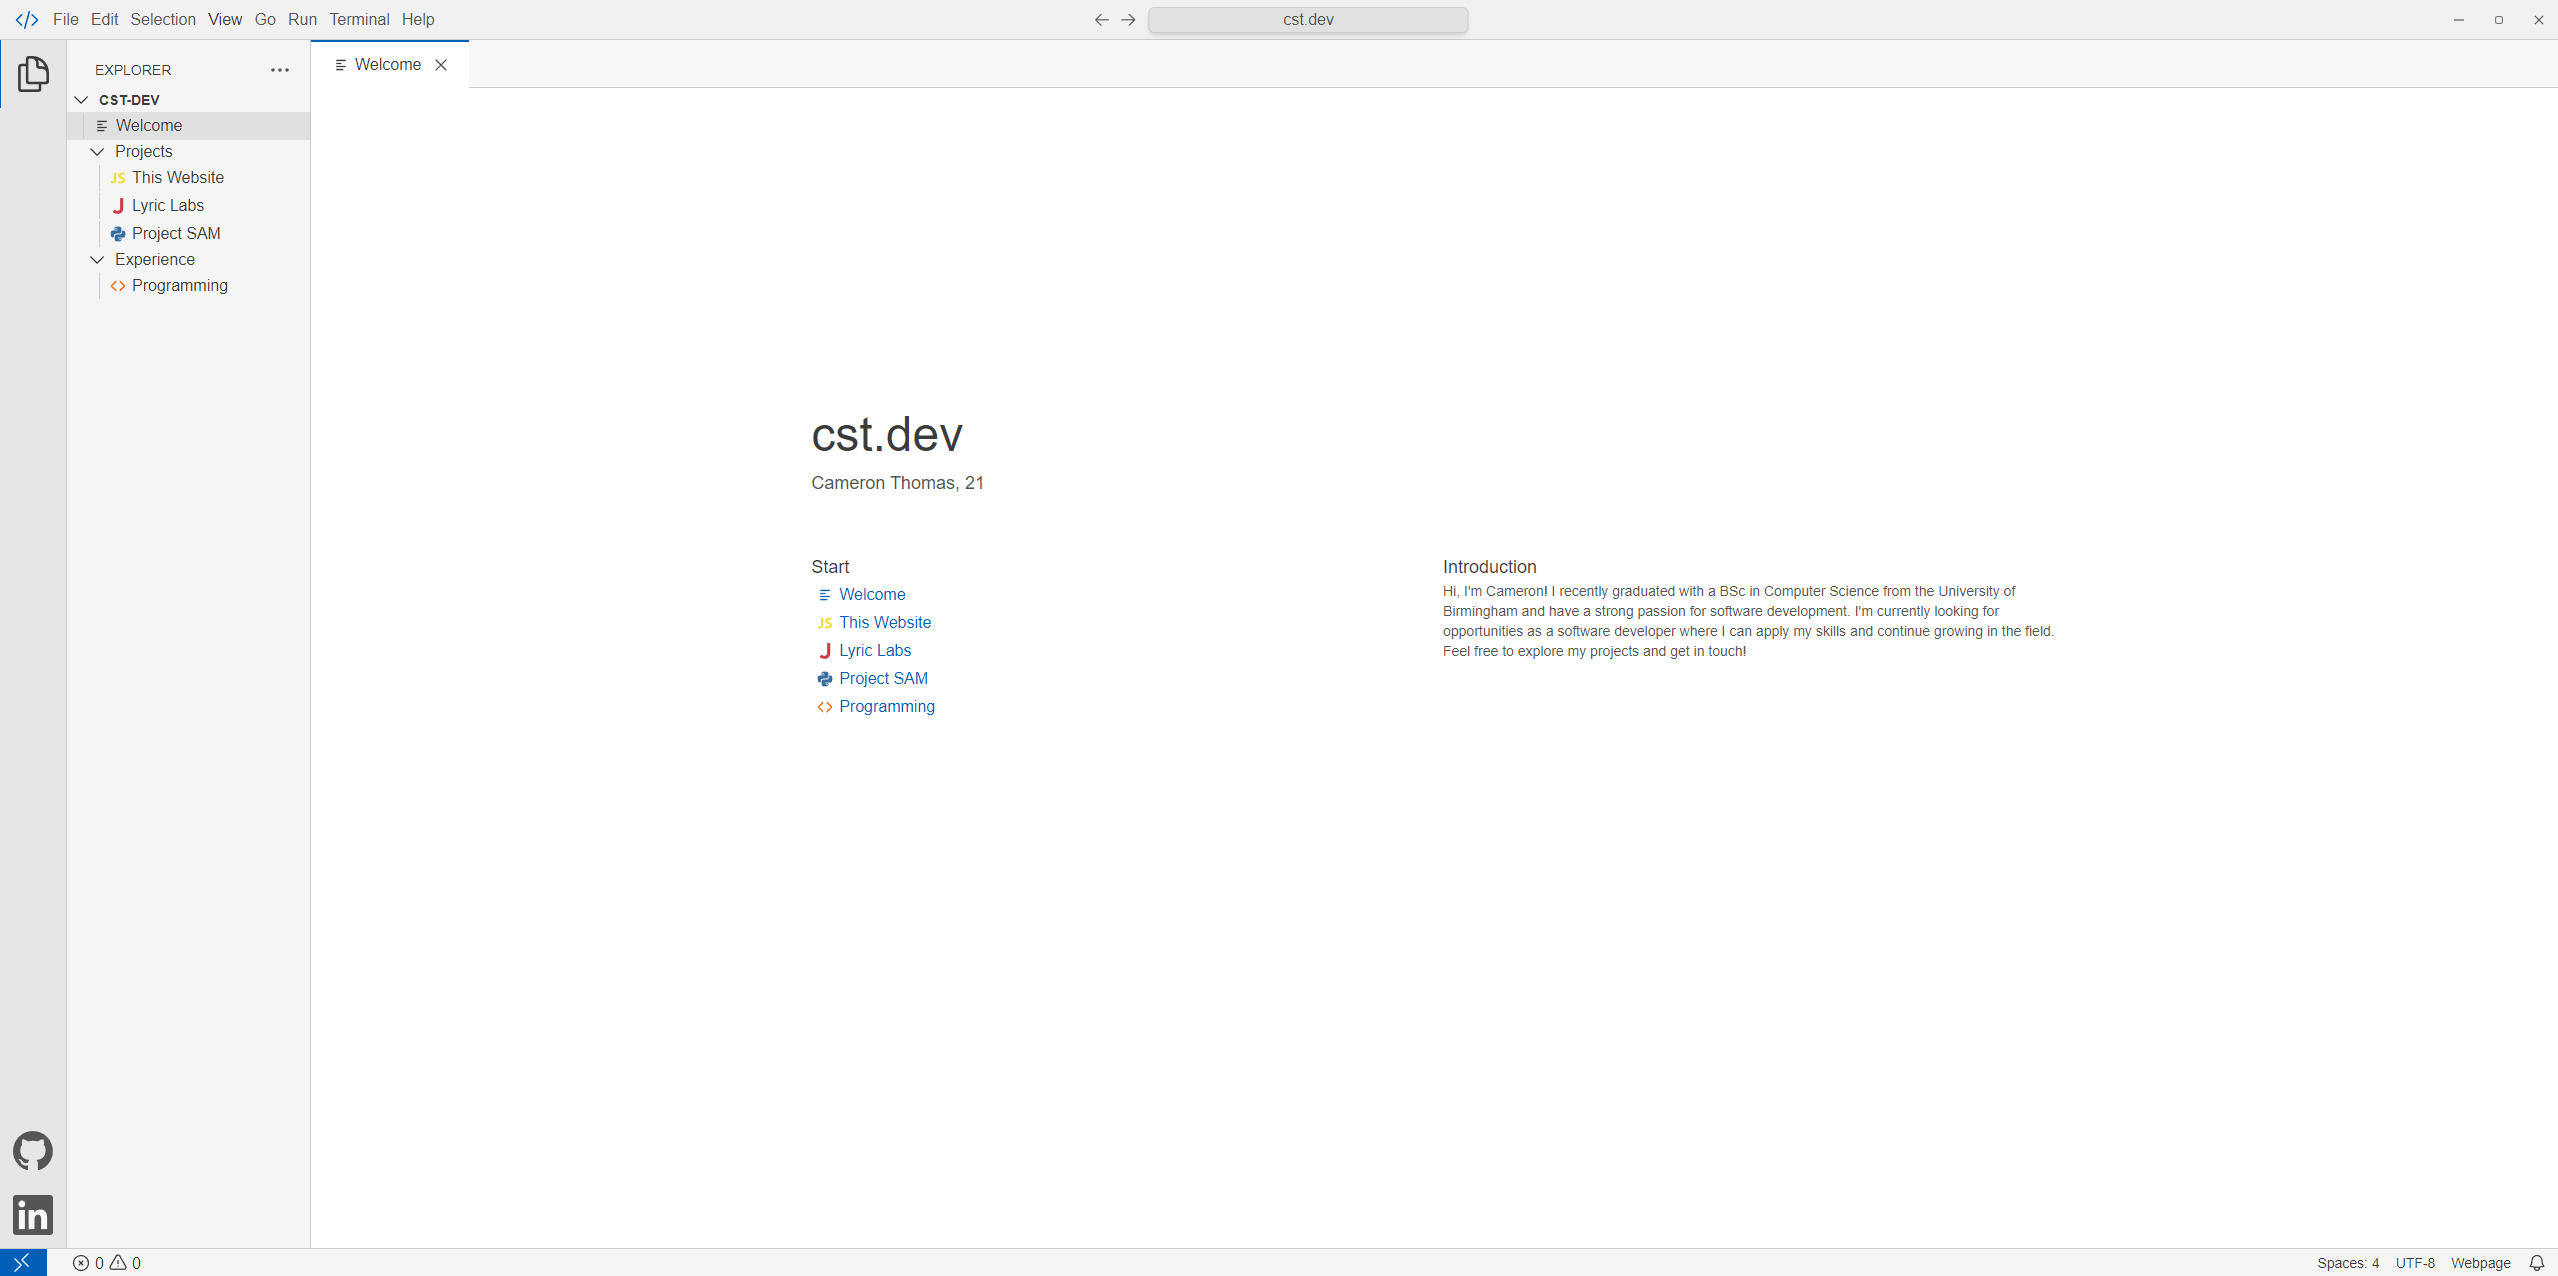 File Edit Selection View Go Run Terminal Help
cst.dev
EXPLORER
CST-DEV
Welcome
Projects
JS This Website
J Lyric Labs
Project SAM
Experience
Programming
Welcome
cst.dev
Cameron Thomas, 21
Start
Welcome
JS This Website
J Lyric Labs
Project SAM
Programming
Introduction
Hi, I'm Cameron! I recently graduated with a BSc in Computer Science from the University of
Birmingham and have a strong passion for software development. I'm currently looking for
opportunities as a software developer where I can apply my skills and continue growing in the field.
Feel free to explore my projects and get in touch!
in
0 0
Spaces: 4 UTF-8 Webpage